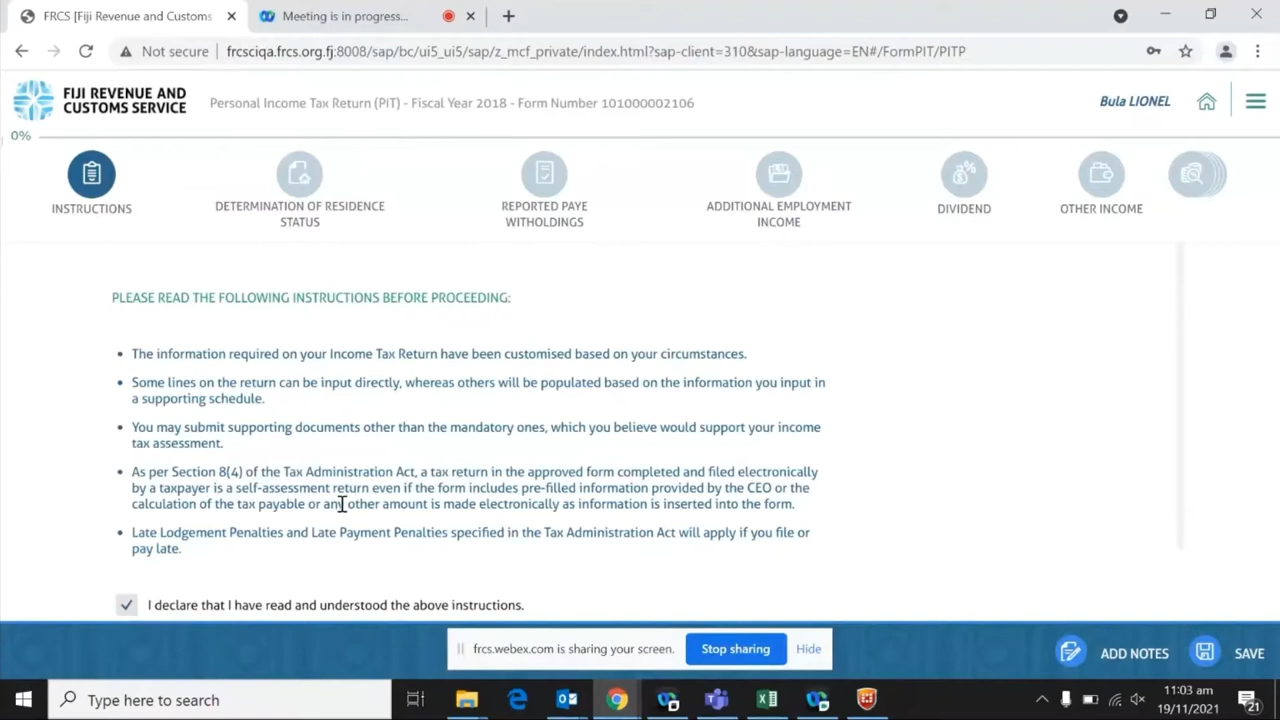 FRCS [Fiji Revenue and Customs
Meeting is in progress...
Not secure
frcsciqa.frcs.org.fj:8008/sap/bc/ui5_ui5/sap/z_mcf_private/index.html?sap-client=310&sap-language=EN#/FormPIT/PITP
FIJI REVENUE AND
CUSTOMS SERVICE
Personal Income Tax Return (PIT) - Fiscal Year 2018 - Form Number 101000002106
Bula LIONEL
0%
INSTRUCTIONS
DETERMINATION OF RESIDENCE
STATUS
REPORTED PAYE
WITHOLDINGS
ADDITIONAL EMPLOYMENT
INCOME
DIVIDEND
OTHER INCOME
PLEASE READ THE FOLLOWING INSTRUCTIONS BEFORE PROCEEDING:
• The information required on your Income Tax Return have been customised based on your circumstances.
• Some lines on the return can be input directly, whereas others will be populated based on the information you input in
a supporting schedule.
• You may submit supporting documents other than the mandatory ones, which you believe would support your income
tax assessment.
• As per Section 8(4) of the Tax Administration Act, a tax return in the approved form completed and filed electronically
by a taxpayer is a self-assessment return even if the form includes pre-filled information provided by the CEO or the
calculation of the tax payable or any other amount is made electronically as information is inserted into the form.
• Late Lodgement Penalties and Late Payment Penalties specified in the Tax Administration Act will apply if you file or
pay late.
I declare that I have read and understood the above instructions.
frcs.webex.com is sharing your screen.
Stop sharing
Hide
ADD NOTES
SAVE
Type here to search
11:03 am
19/11/2021
21